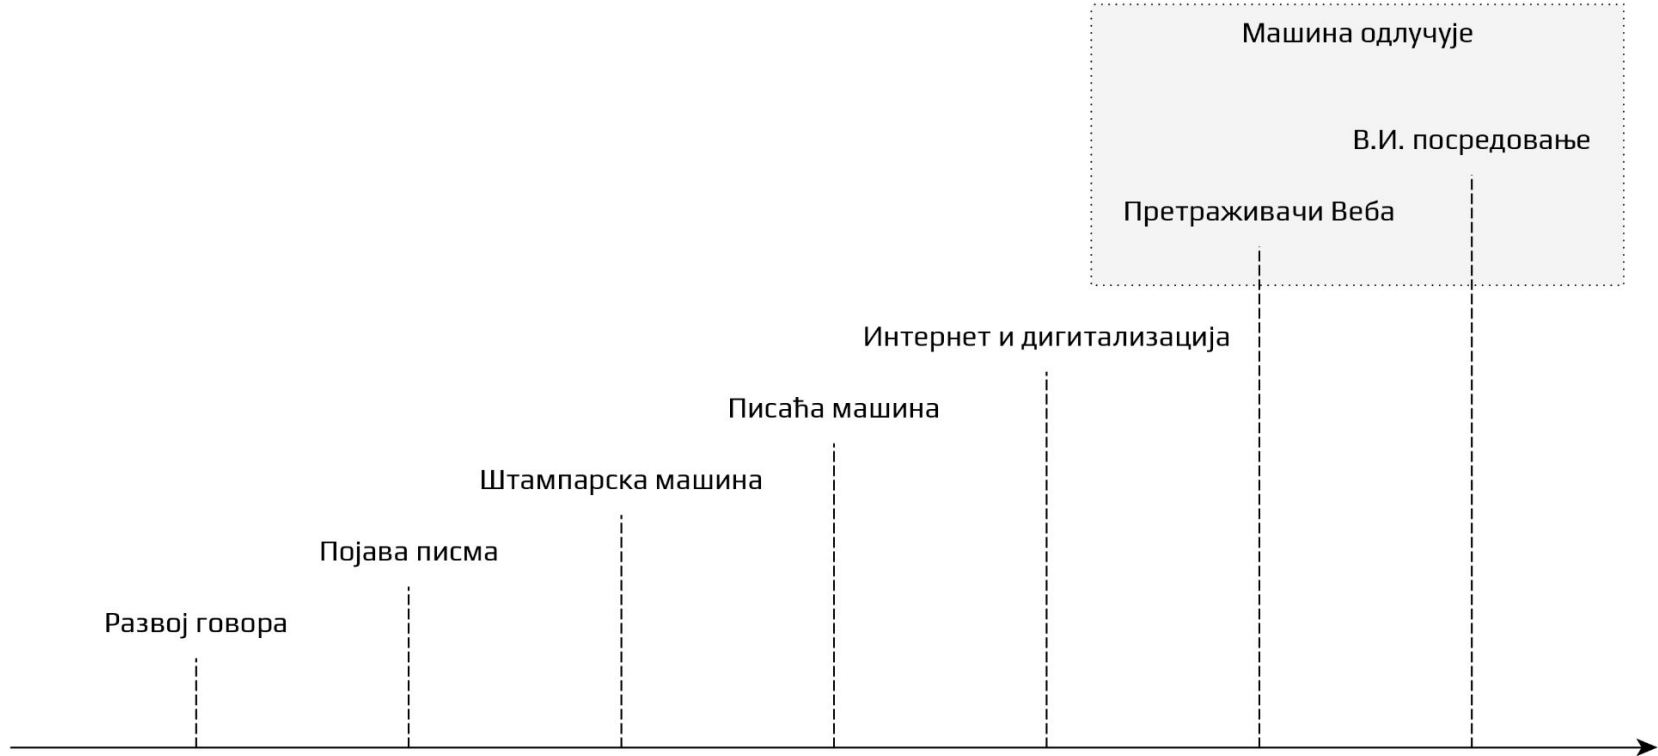 Машина одлучује
В.И. посредовање
Претраживачи Веба
Интернет и дигитализација
Писаћа машина
Штампарска машина
Појава писма
Развој говора